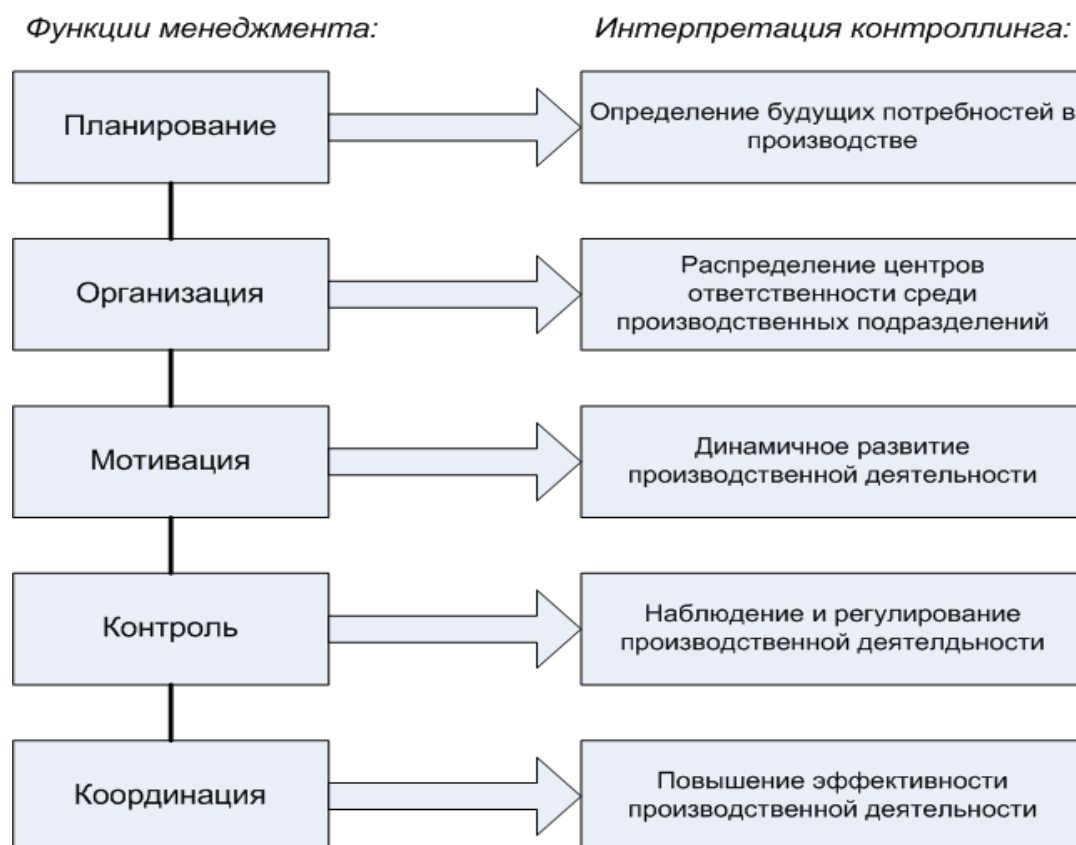 Функции менеджмента:
Интерпретация контроллинга:
Планирование
Определение будущих потребностей в
производстве
Организация
Распределение центров
ответственности среди
производственных подразделений
Мотивация
Динамичное развитие
производственной деятельности
Контроль
Наблюдение и регулирование
производственной деятелдьности
Координация
Повышение эффективности
производственной деятельности